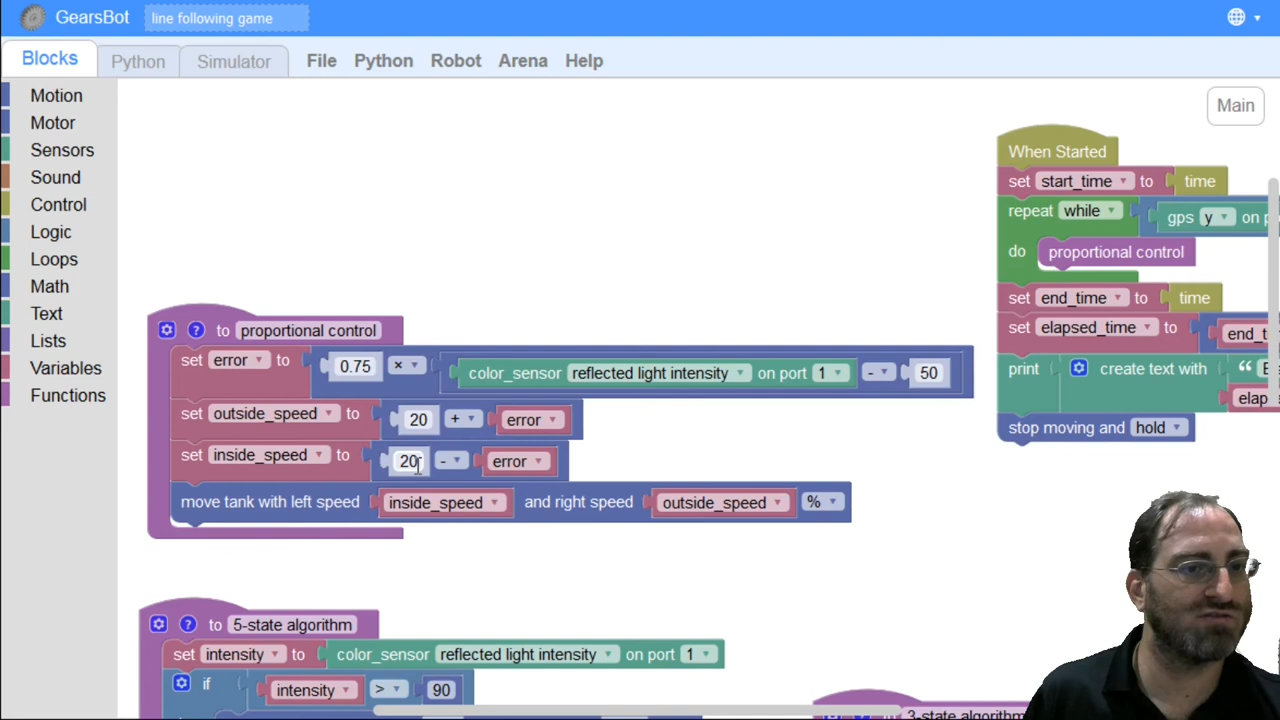 GearsBot line following game
Blocks Python Simulator File Python Robot Arena Help
Motion
Motor
Sensors
Sound
Control
Logic
Loops
Math
Text
Lists
Variables
Functions
Main
When Started
set start_time to time
repeat while gps y on
do proportional control
set end_time to time
set elapsed_time to
print create text with “
stop moving and hold
? to proportional control
set error to 0.75 × color_sensor reflected light intensity on port 1 - 50
set outside_speed to 20 + error
set inside_speed to 20 - error
move tank with left speed inside_speed and right speed outside_speed %
? to 5-state algorithm
set intensity to color_sensor reflected light intensity on port 1
if intensity > 90
3-state algorithm